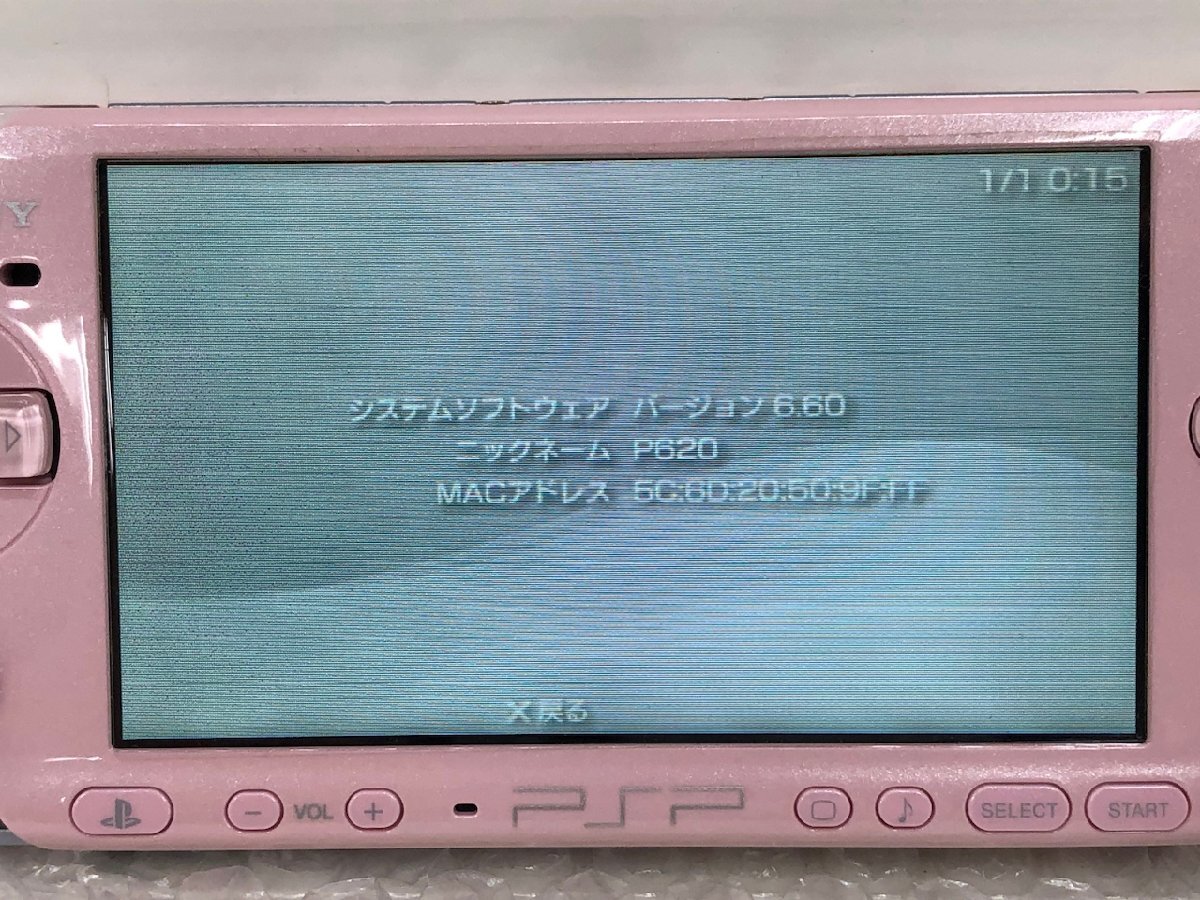 1/1 0:15
Y
システムソフトウェア バージョン 6.60
ニックネーム P620
MACアドレス 5C:6D:20:50:9F:FF
X 戻る
− VOL + PSP ♪ SELECT START